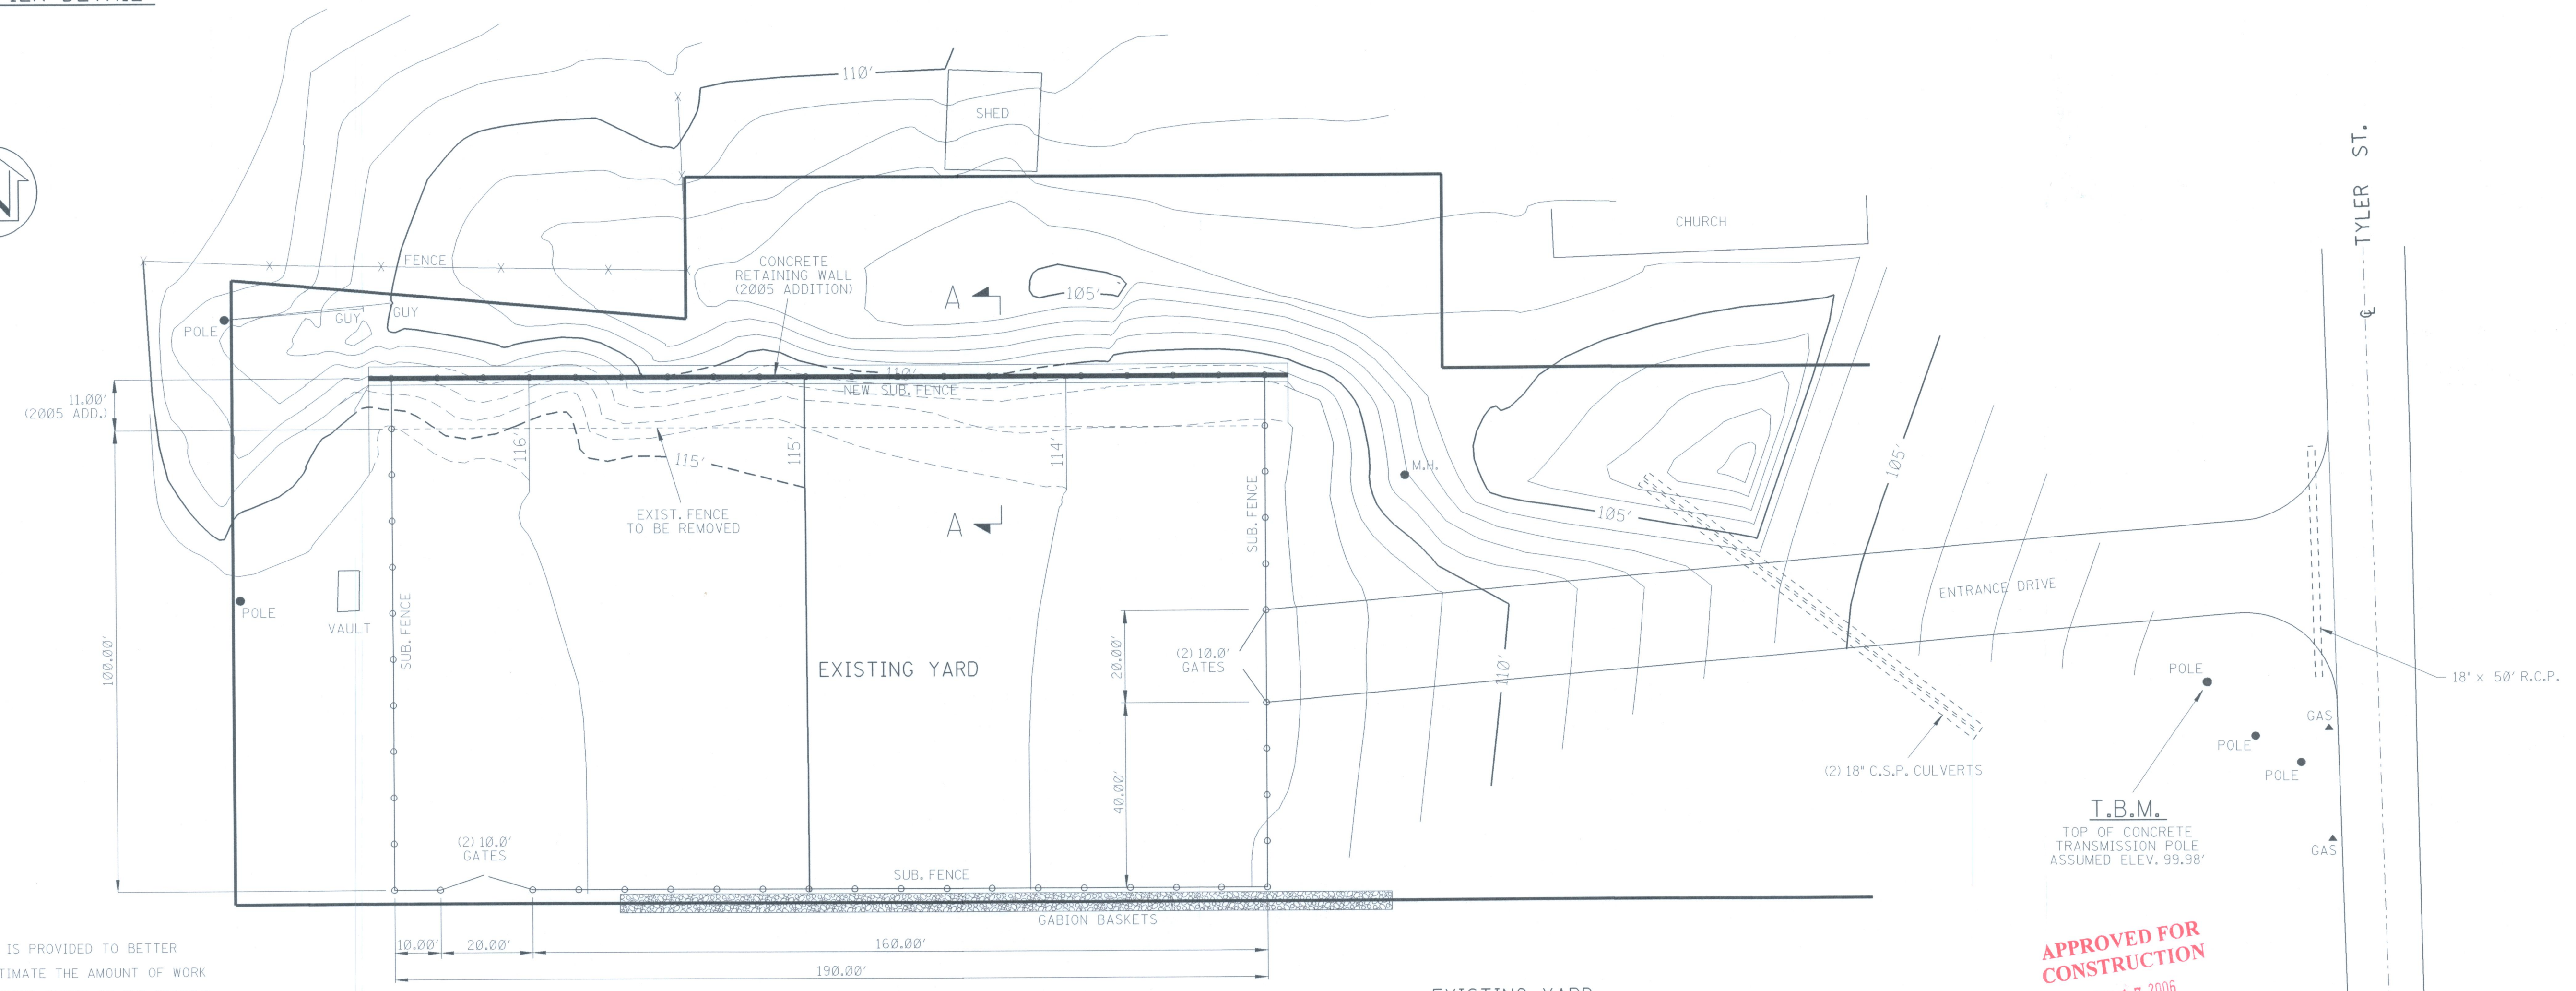 110'
SHED
N
TYLER ST.
CHURCH
FENCE
CONCRETE
RETAINING WALL
(2005 ADDITION)
A
105'
GUY
GUY
POLE
℄
110'
NEW SUB. FENCE
11.00'
(2005 ADD.)
116'
115'
115'
114'
M.H.
105'
105'
SUB. FENCE
EXIST. FENCE
TO BE REMOVED
A
ENTRANCE DRIVE
POLE
VAULT
SUB. FENCE
100.00'
EXISTING YARD
20.00'
(2) 10.0'
GATES
110'
18" x 50' R.C.P.
POLE
GAS
POLE
POLE
(2) 18" C.S.P. CULVERTS
40.00'
T.B.M.
TOP OF CONCRETE
TRANSMISSION POLE
ASSUMED ELEV. 99.98'
GAS
(2) 10.0'
GATES
SUB. FENCE
GABION BASKETS
10.00'
20.00'
160.00'
190.00'
IS PROVIDED TO BETTER
TIMATE THE AMOUNT OF WORK
APPROVED FOR
CONSTRUCTION
2006
EXISTING YARD